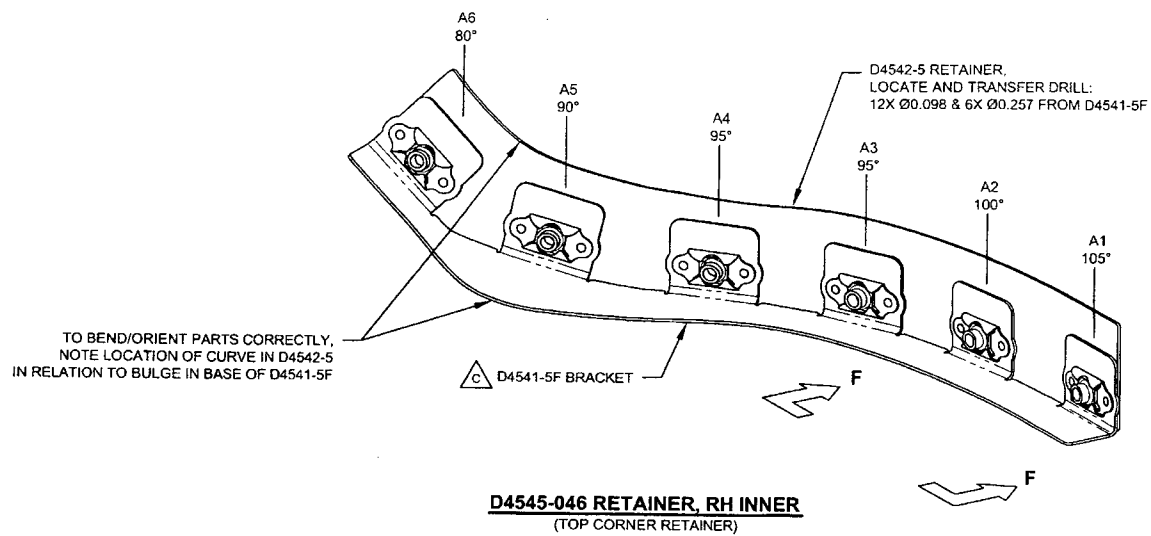 A6
80°
A5
90°
A4
95°
A3
95°
A2
100°
A1
105°
D4542-5 RETAINER,
LOCATE AND TRANSFER DRILL:
12X Ø0.098 & 6X Ø0.257 FROM D4541-5F
TO BEND/ORIENT PARTS CORRECTLY,
NOTE LOCATION OF CURVE IN D4542-5
IN RELATION TO BULGE IN BASE OF D4541-5F
C D4541-5F BRACKET
F
F
D4545-046 RETAINER, RH INNER
(TOP CORNER RETAINER)